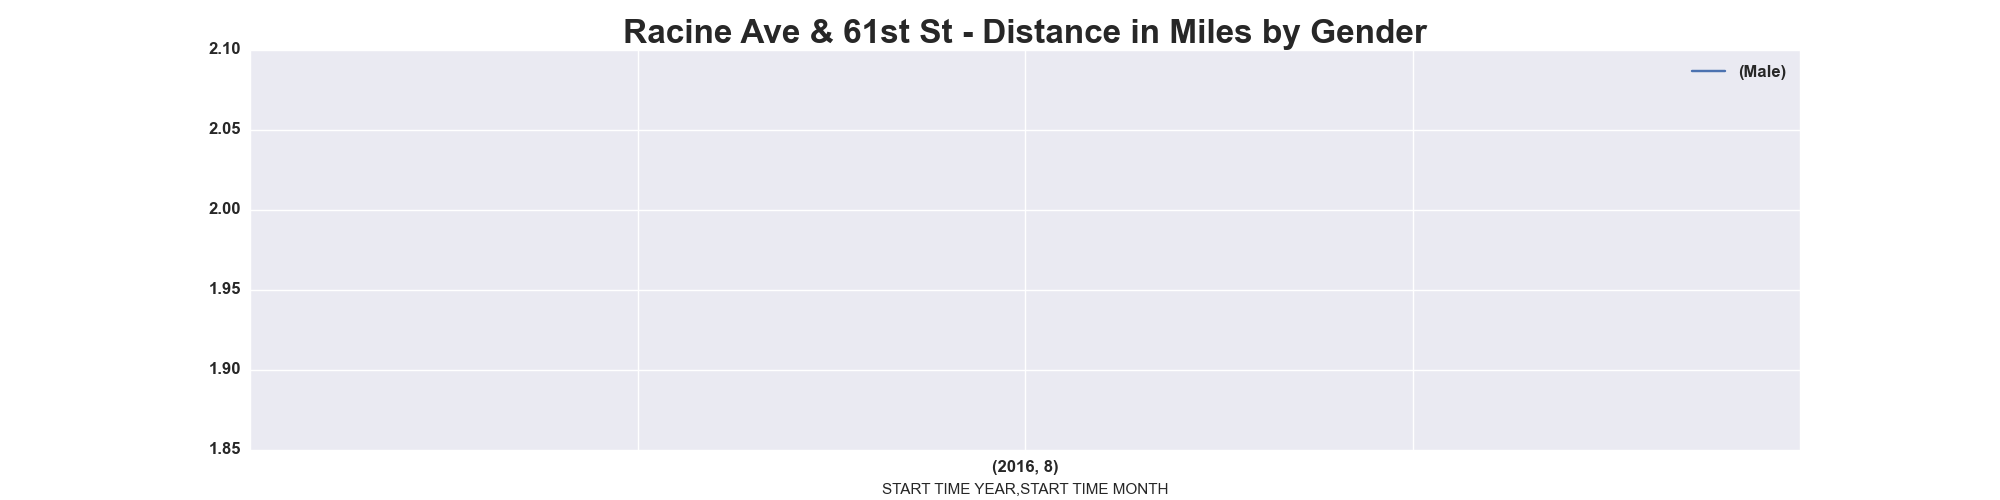 Racine Ave & 61st St - Distance in Miles by Gender
2.10
(Male)
2.05
2.00
1.95
1.90
1.85
(2016, 8)
START TIME YEAR,START TIME MONTH